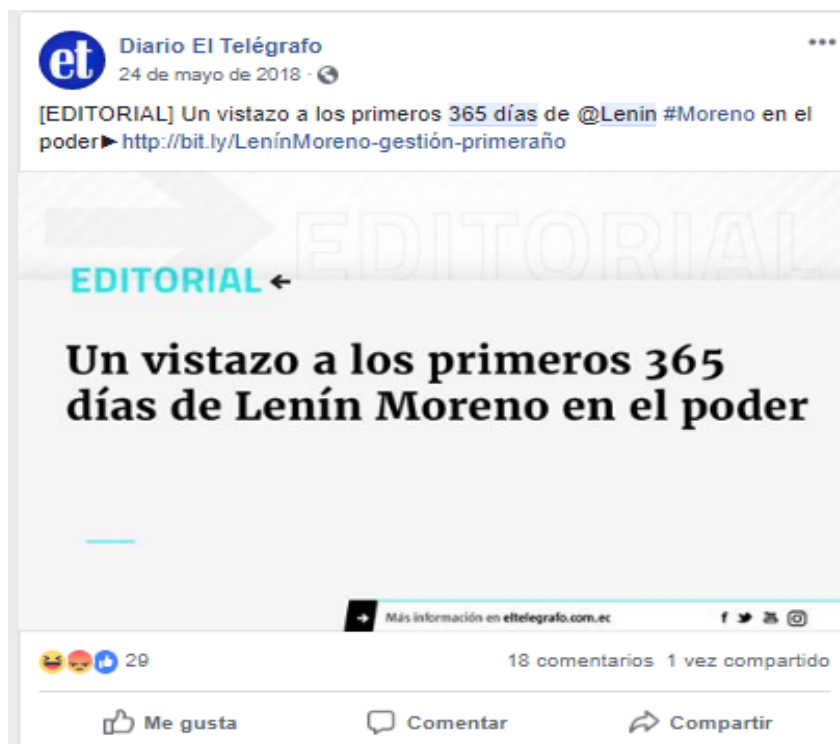 et
Diario El Telégrafo
24 de mayo de 2018 ·
[EDITORIAL] Un vistazo a los primeros 365 días de @Lenin #Moreno en el
poder►http://bit.ly/LenínMoreno-gestión-primeraño
EDITORIAL
EDITORIAL
Un vistazo a los primeros 365
días de Lenín Moreno en el poder
Más información en eltelegrafo.com.ec
29
18 comentarios 1 vez compartido
Me gusta Comentar Compartir